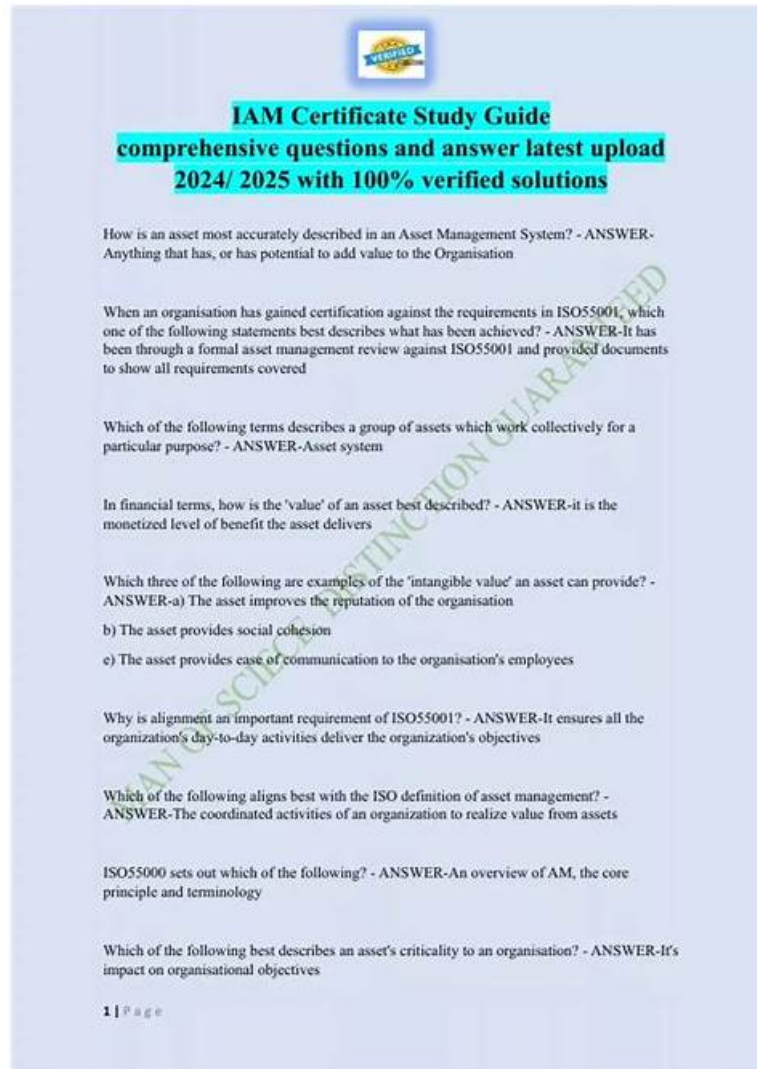 VERIFIED
IAM Certificate Study Guide
comprehensive questions and answer latest upload
2024/ 2025 with 100% verified solutions
How is an asset most accurately described in an Asset Management System? - ANSWER-
Anything that has, or has potential to add value to the Organisation
When an organisation has gained certification against the requirements in ISO55001, which
one of the following statements best describes what has been achieved? - ANSWER-It has
been through a formal asset management review against ISO55001 and provided documents
to show all requirements covered
Which of the following terms describes a group of assets which work collectively for a
particular purpose? - ANSWER-Asset system
In financial terms, how is the 'value' of an asset best described? - ANSWER-it is the
monetized level of benefit the asset delivers
Which three of the following are examples of the 'intangible value' an asset can provide? -
ANSWER-a) The asset improves the reputation of the organisation
b) The asset provides social cohesion
e) The asset provides ease of communication to the organisation's employees
Why is alignment an important requirement of ISO55001? - ANSWER-It ensures all the
organization's day-to-day activities deliver the organization's objectives
Which of the following aligns best with the ISO definition of asset management? -
ANSWER-The coordinated activities of an organization to realize value from assets
ISO55000 sets out which of the following? - ANSWER-An overview of AM, the core
principle and terminology
Which of the following best describes an asset's criticality to an organisation? - ANSWER-It's
impact on organisational objectives
1 | Page
MAN OF SCIECE DISTINCTION GUARANTEED